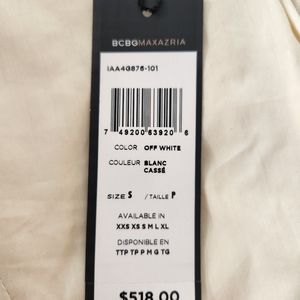 BCBGMAXAZRIA
IAA4G876-101
7 49200 63920 6
COLOR OFF WHITE
COULEUR BLANC
CASSÉ
SIZE S / TAILLE P
AVAILABLE IN
XXS XS S M L XL
DISPONIBLE EN
TTP TP P M G TG
$518.00